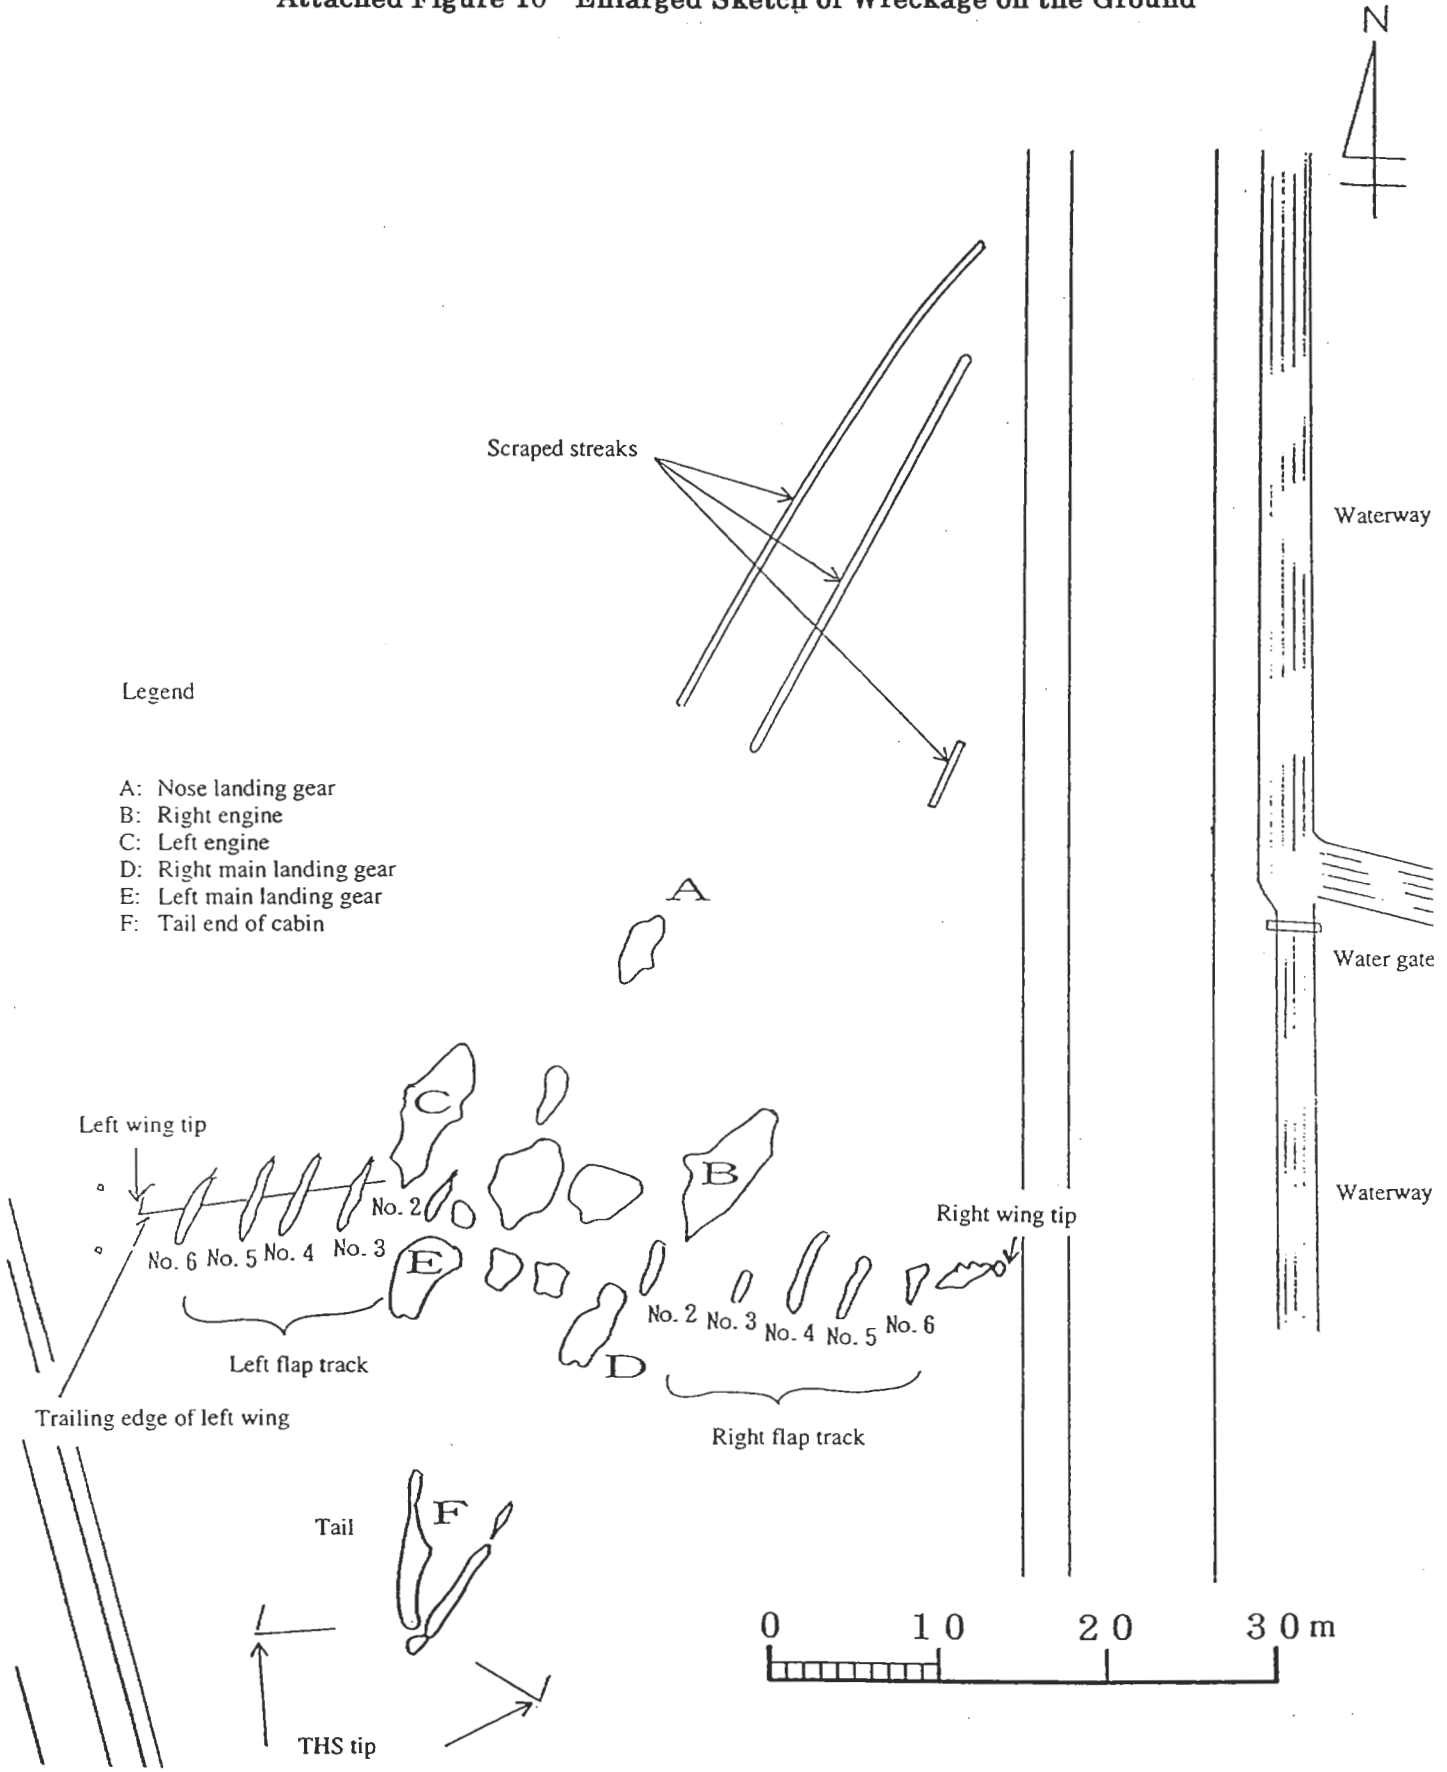 Attached Figure 10 Enlarged Sketch of Wreckage on the Ground
N
Scraped streaks
Waterway
Legend
A: Nose landing gear
B: Right engine
C: Left engine
D: Right main landing gear
E: Left main landing gear
F: Tail end of cabin
A
Water gate
C
Left wing tip
B
No. 2
Waterway
Right wing tip
No. 6 No. 5 No. 4 No. 3
E
No. 2 No. 3 No. 4 No. 5 No. 6
Left flap track
D
Trailing edge of left wing
Right flap track
F
Tail
0 10 20 30m
THS tip